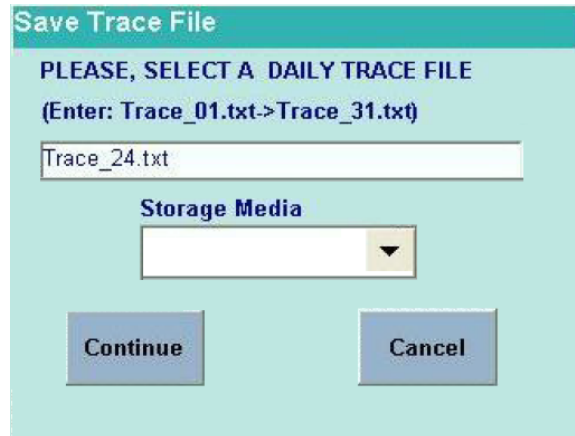 Save Trace File
PLEASE, SELECT A DAILY TRACE FILE
(Enter: Trace_01.txt->Trace_31.txt)
Trace_24.txt
Storage Media
Continue
Cancel